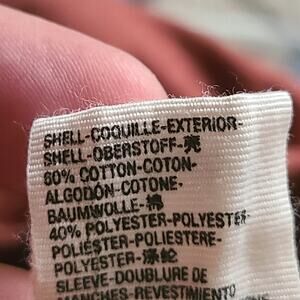 SHELL-COQUILLE-EXTERIOR-
SHELL-OBERSTOFF-壳
60% COTTON-COTON-
ALGODÓN-COTONE-
BAUMWOLLE-棉
40% POLYESTER-POLYESTER-
POLIÉSTER-POLIESTERE-
POLYESTER-涤纶
SLEEVE-DOUBLURE DE
MANCHES-REVESTIMIENTO